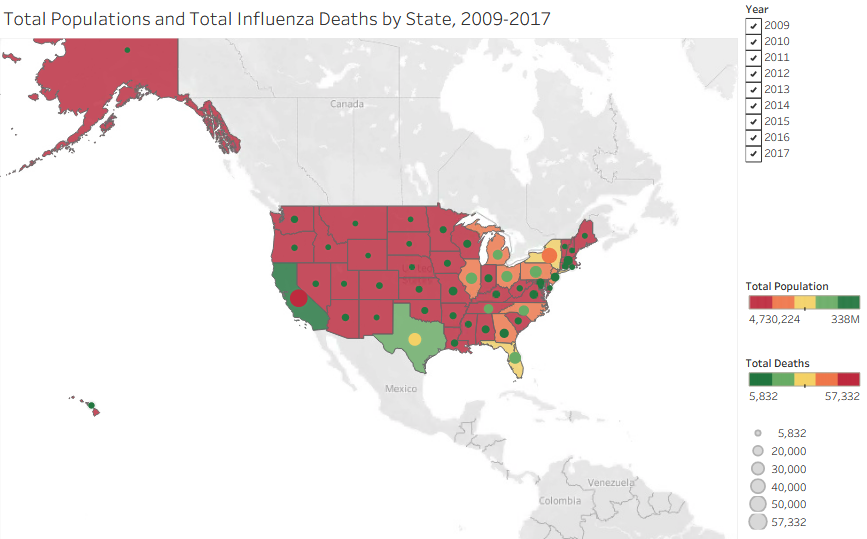 Total Populations and Total Influenza Deaths by State, 2009-2017
Canada
Mexico
Venezuela
Colombia
Year
2009
2010
2011
2012
2013
2014
2015
2016
2017
Total Population
4,730,224 338M
Total Deaths
5,832 57,332
5,832
20,000
30,000
40,000
50,000
57,332